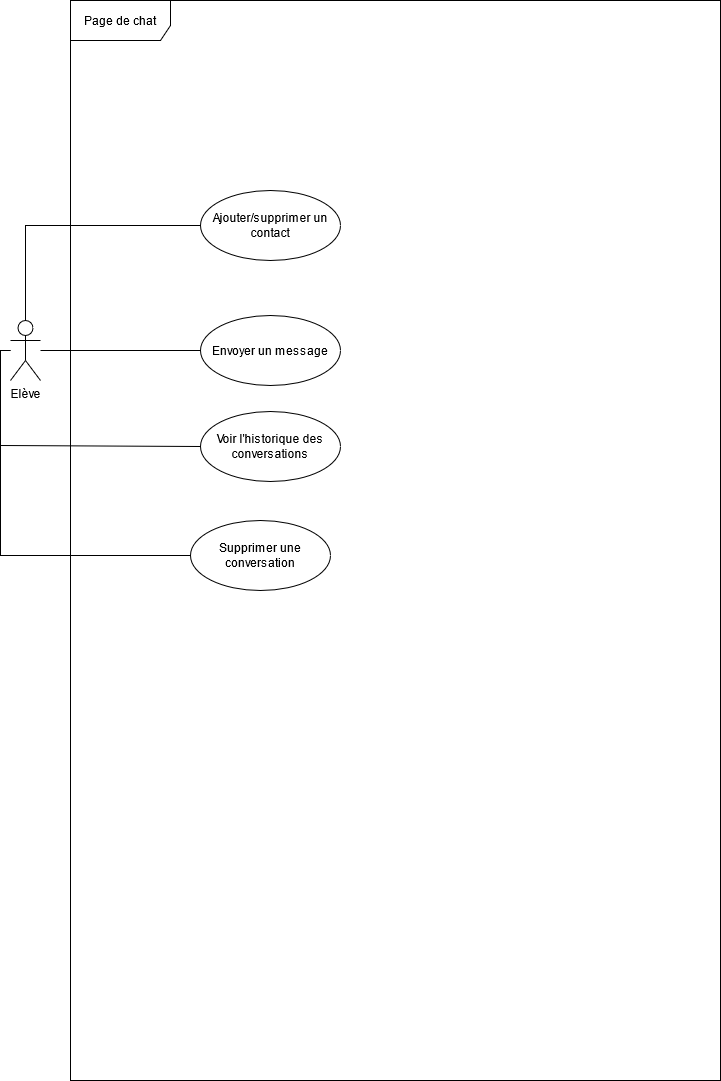 Page de chat
Ajouter/supprimer un
contact
Envoyer un message
Elève
Voir l'historique des
conversations
Supprimer une
conversation